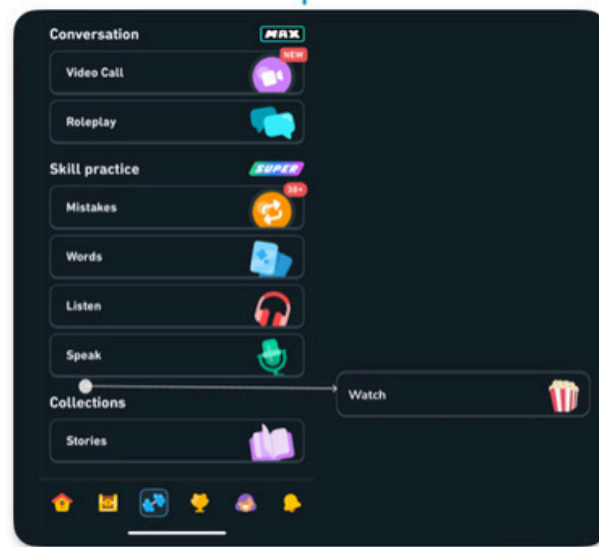 Conversation MAX
NEW
Video Call
Roleplay
Skill practice SUPER
30+
Mistakes
Words
Listen
Speak
Watch
Collections
Stories